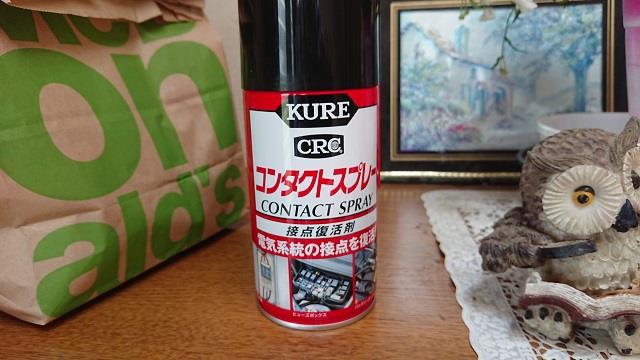 on
ald's
KURE
CRC
コンタクトスプレー
CONTACT SPRAY
接点復活剤
電気系統の接点を復活
ヒューズボックス